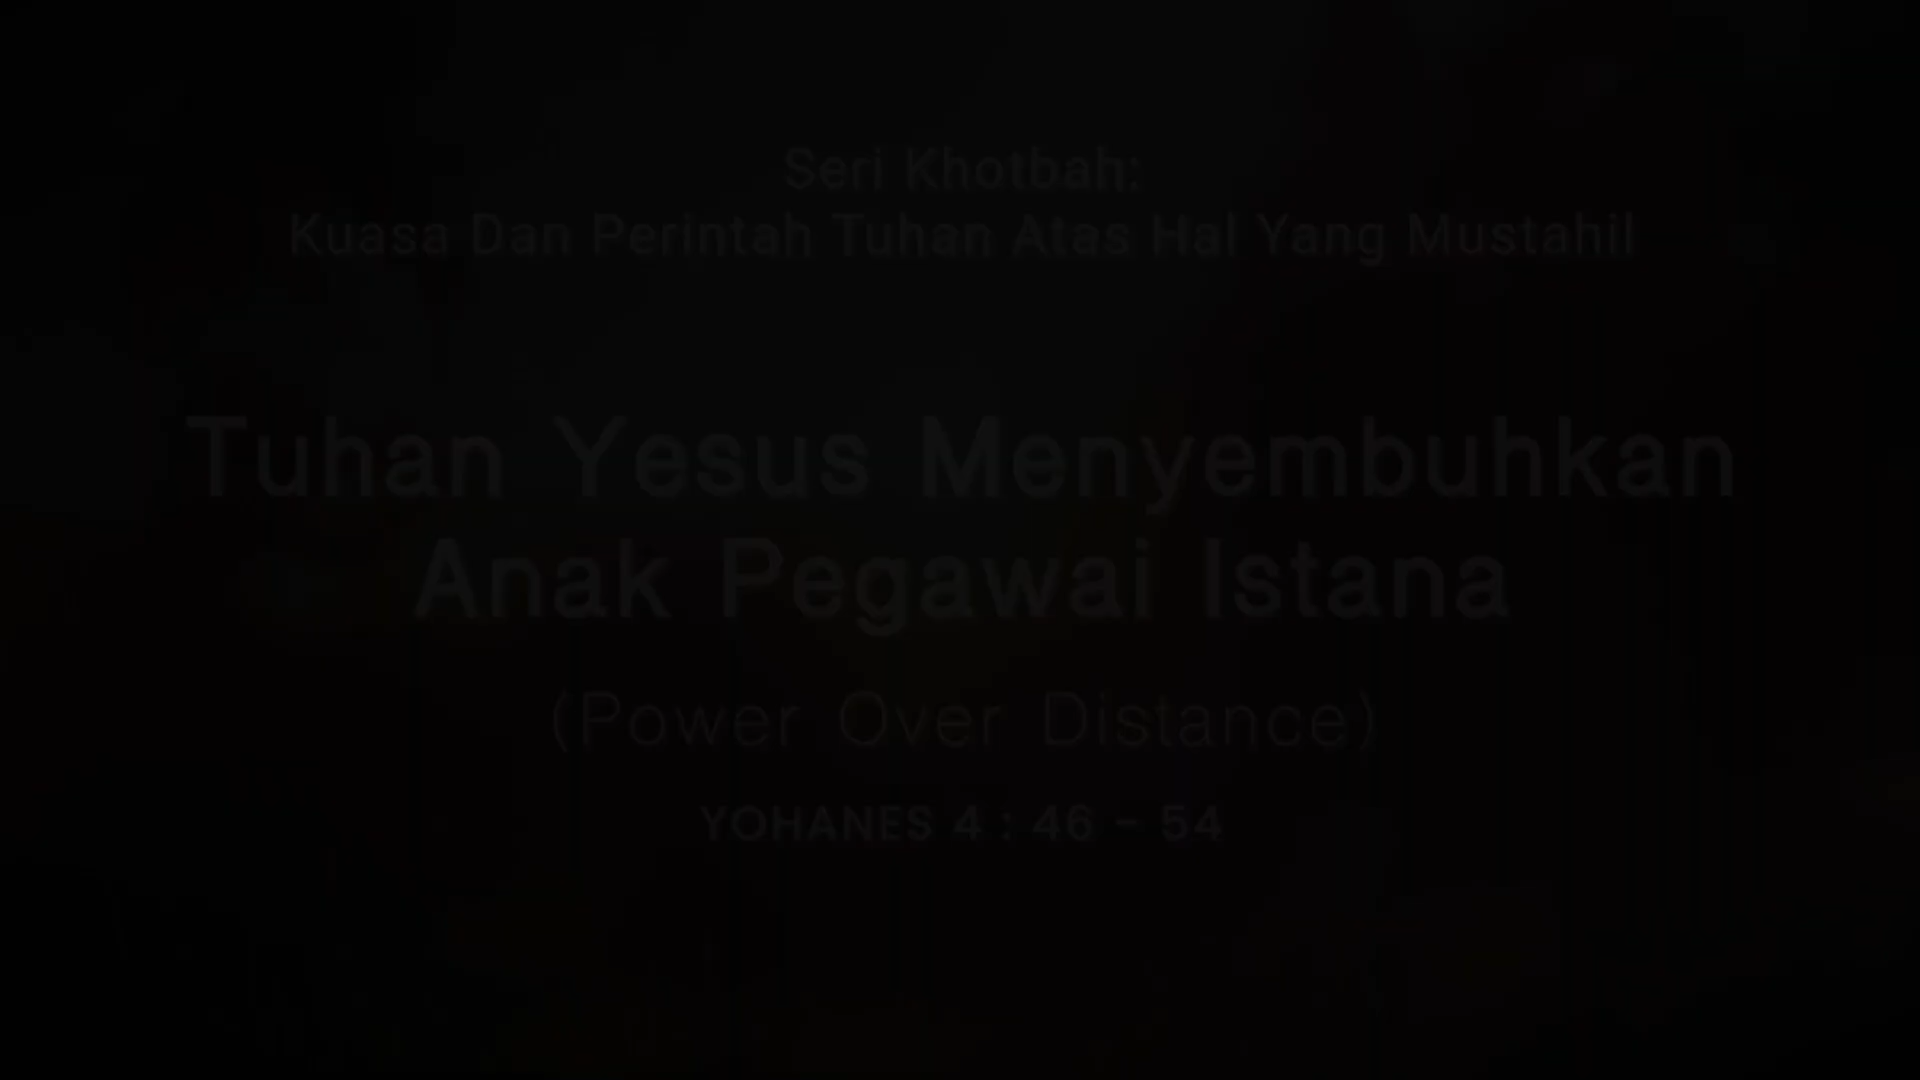 Seri Khotbah:
Kuasa Dan Perintah Tuhan Atas Hal Yang Mustahil
Tuhan Yesus Menyembuhkan
Anak Pegawai Istana
(Power Over Distance)
YOHANES 4 : 46 - 54